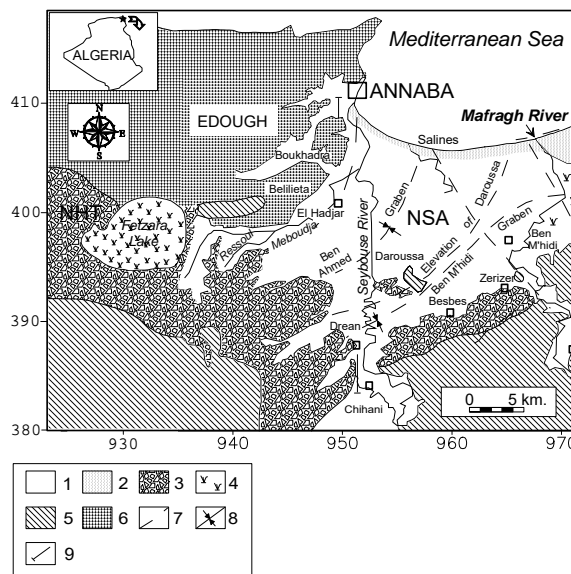 ALGERIA
Mediterranean Sea
N
W E
S
410
400
390
380
ANNABA
EDOUGH
Mafragh River
Salines
Boukhadra
Belilieta
El Hadjar
NHT
Fetzara
Lake
Ressoul
Meboudja
Ben
Ahmed
Seybouse River
Graben
NSA
Elevation of Daroussa
Daroussa
Graben
Ben M'hidi
Ben
M'hidi
Zerizer
Besbes
Drean
Chihani
0 5 km.
930 940 950 960 970
1 2 3 4
5 6 7 8
9